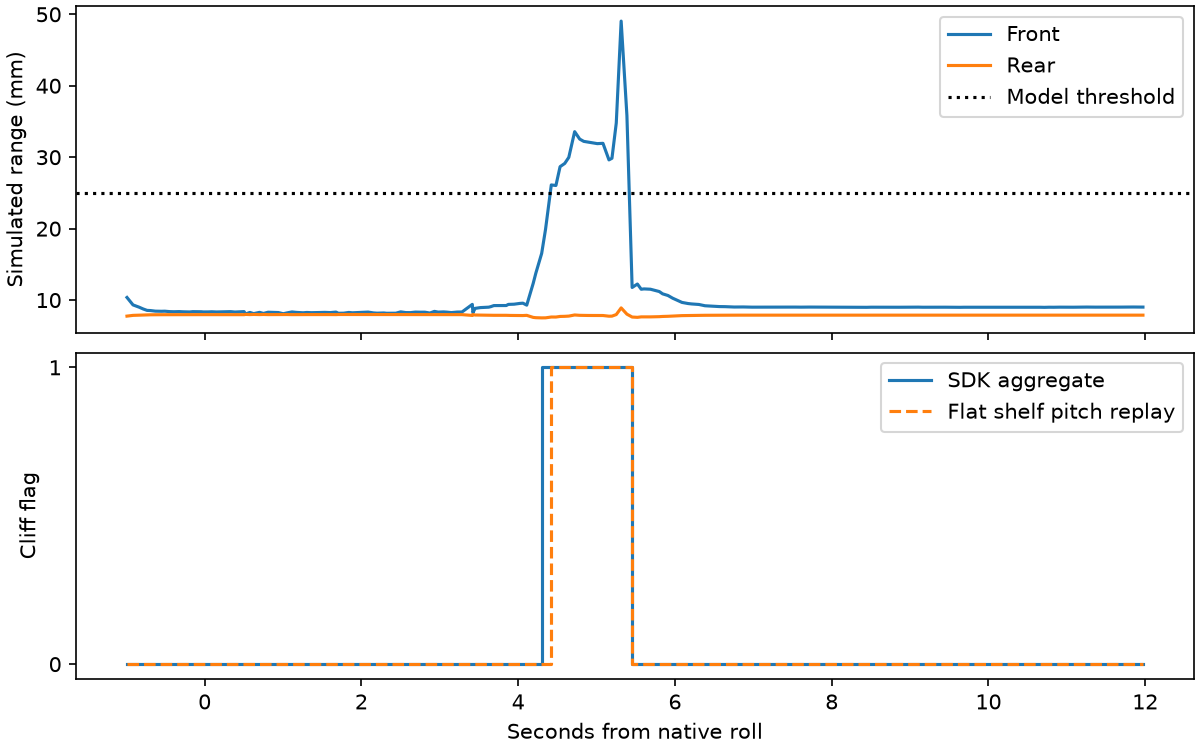 50
40
30
20
10
Simulated range (mm)
Front
Rear
Model threshold
1
0
Cliff flag
SDK aggregate
Flat shelf pitch replay
0 2 4 6 8 10 12
Seconds from native roll